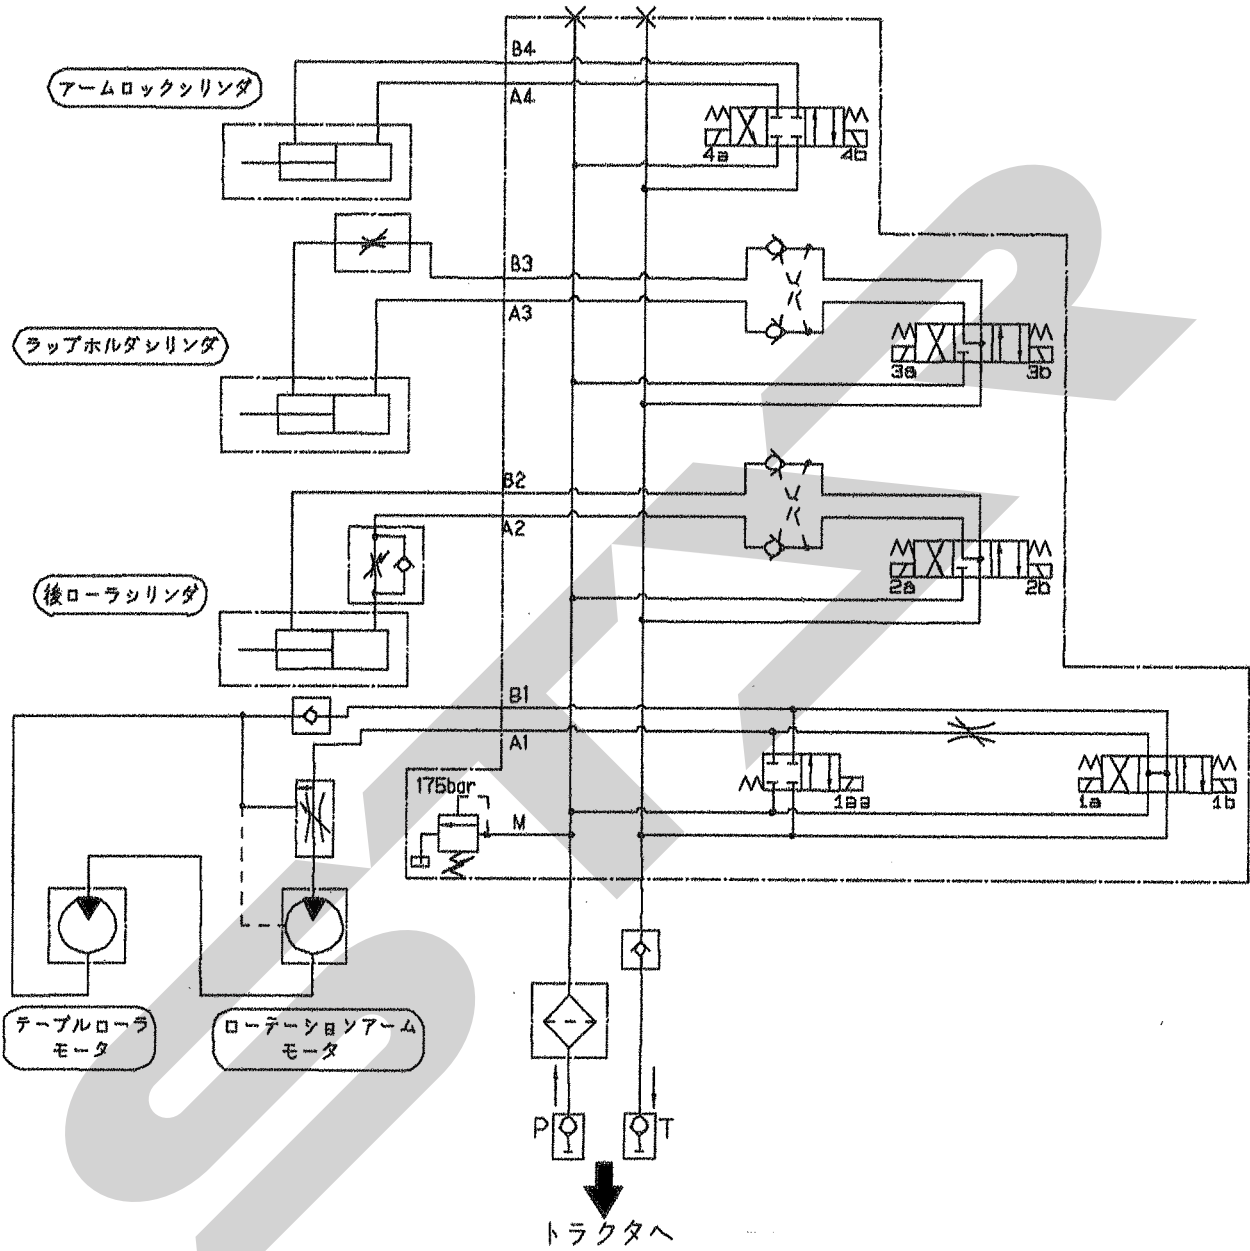 B4
アームロックシリンダ
A4
4a
4b
B3
ラップホルダシリンダ
A3
3a
3b
B2
A2
後ローラシリンダ
2a
2b
B1
A1
175bar
1aa
1a
1b
M
テーブルローラ
モータ
ローテーションアーム
モータ
P
T
トラクタへ
STAR